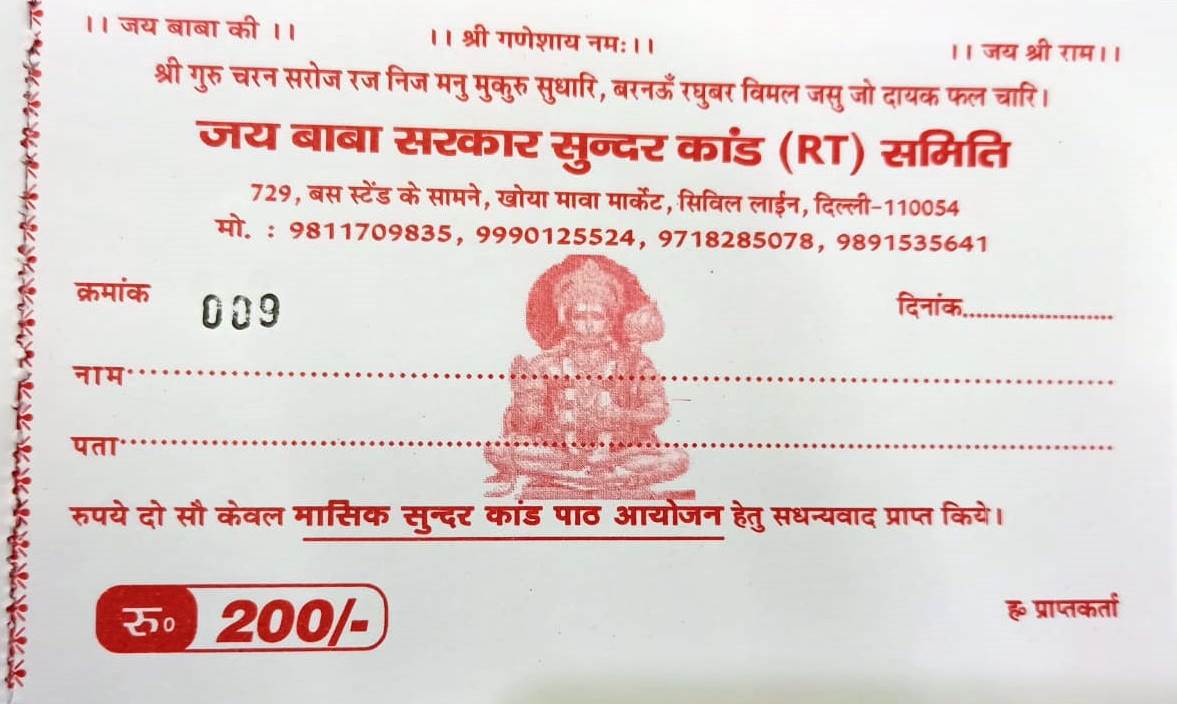 ।। जय बाबा की ।। ।। श्री गणेशाय नमः।। ।। जय श्री राम।।
श्री गुरु चरन सरोज रज निज मनु मुकुरु सुधारि, बरनऊँ रघुबर विमल जसु जो दायक फल चारि।
जय बाबा सरकार सुन्दर कांड (RT) समिति
729, बस स्टेंड के सामने, खोया मावा मार्केट, सिविल लाईन, दिल्ली-110054
मो. : 9811709835, 9990125524, 9718285078, 9891535641
क्रमांक 009 दिनांक......................
नाम
पता
रुपये दो सौ केवल मासिक सुन्दर कांड पाठ आयोजन हेतु सधन्यवाद प्राप्त किये।
रु० 200/- ह० प्राप्तकर्ता